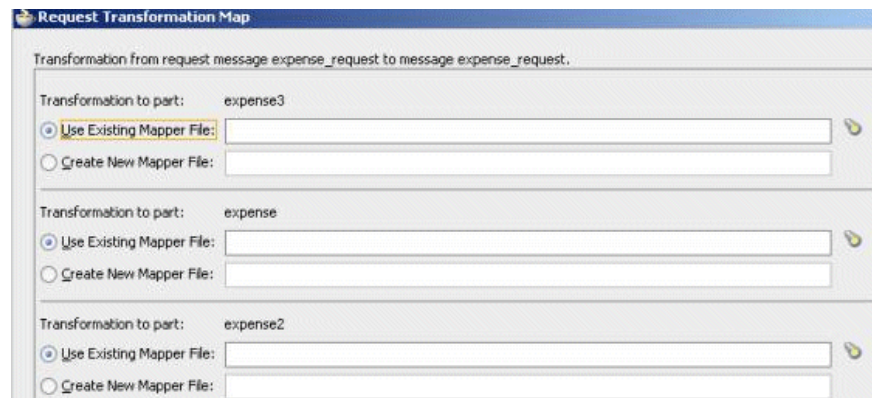 Request Transformation Map
Transformation from request message expense_request to message expense_request.
Transformation to part: expense3
Use Existing Mapper File:
Create New Mapper File:
Transformation to part: expense
Use Existing Mapper File:
Create New Mapper File:
Transformation to part: expense2
Use Existing Mapper File:
Create New Mapper File: